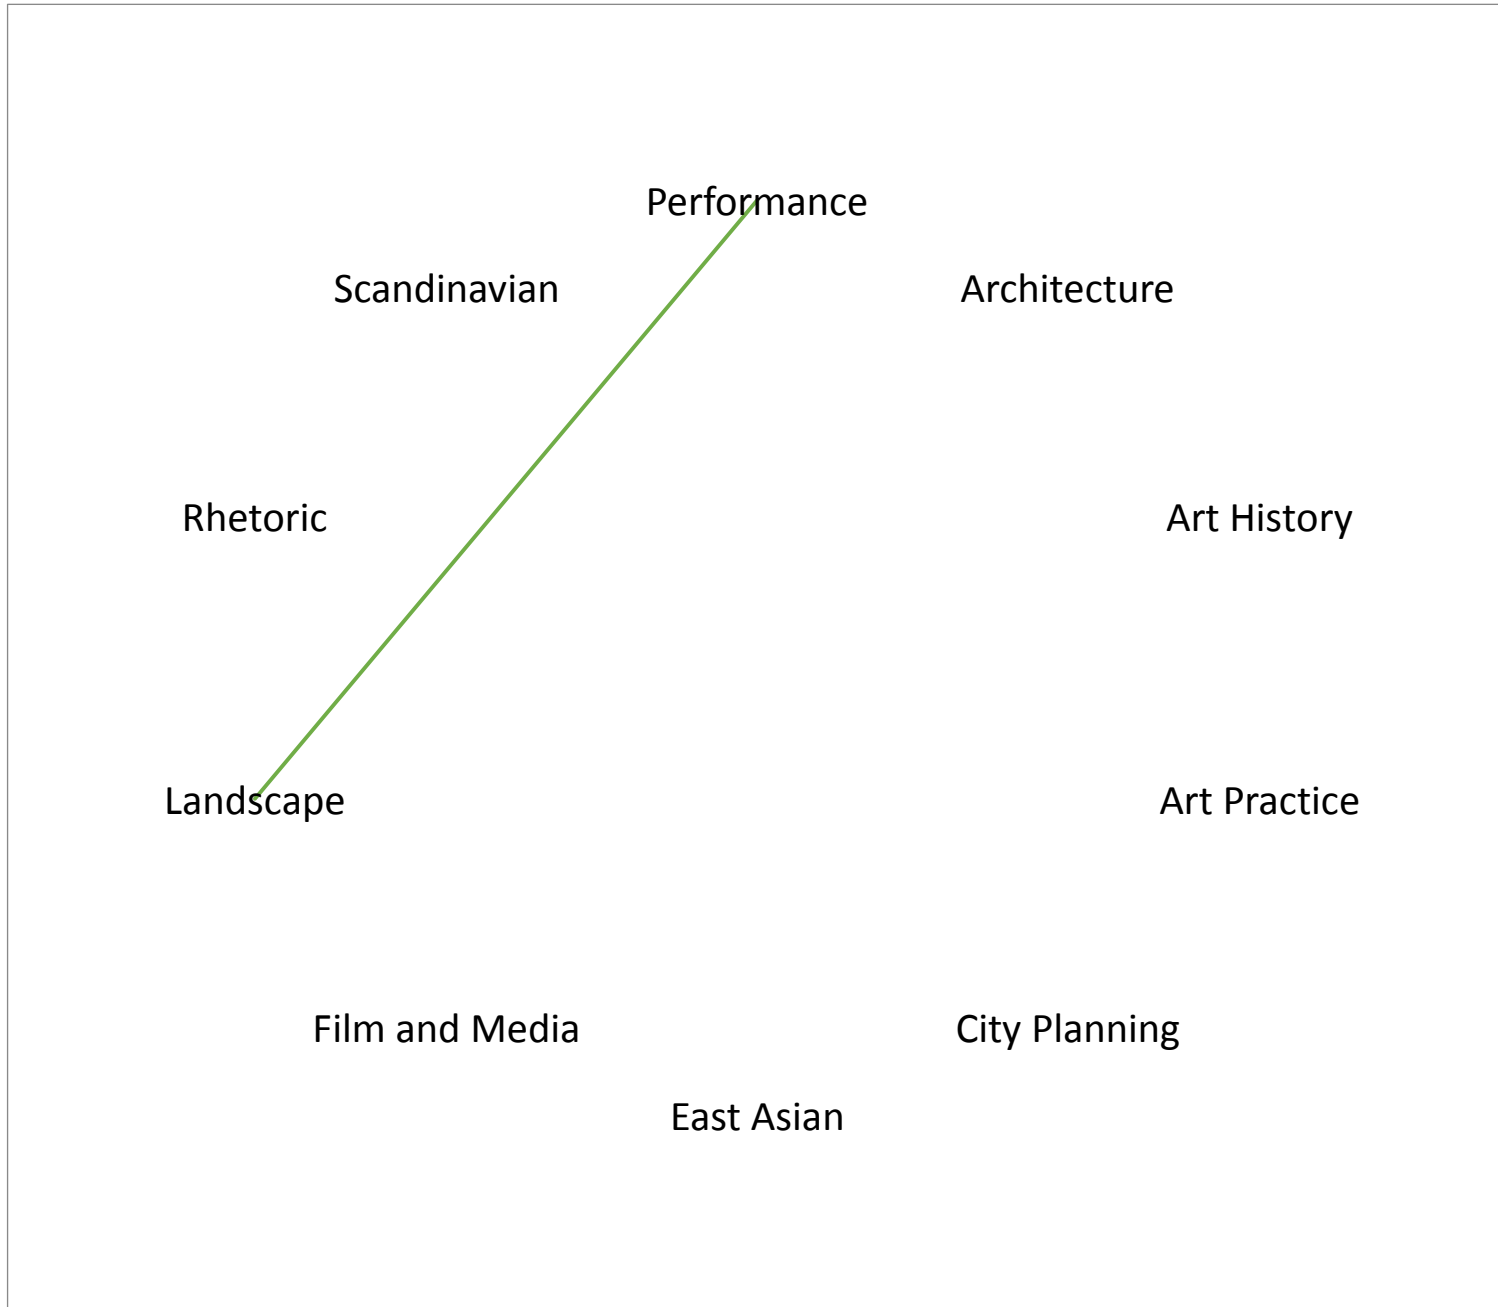 Performance
Scandinavian
Architecture
Rhetoric
Art History
Landscape
Art Practice
Film and Media
City Planning
East Asian